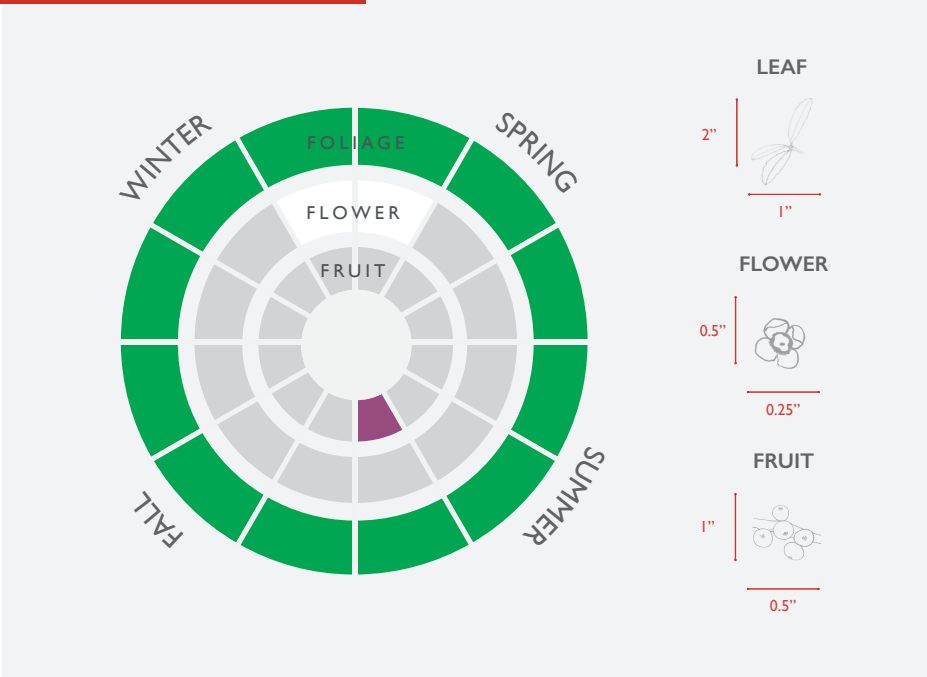 WINTER
SPRING
FOLIAGE
FLOWER
FRUIT
FALL
SUMMER
LEAF
2”
1”
FLOWER
0.5”
0.25”
FRUIT
1”
0.5”